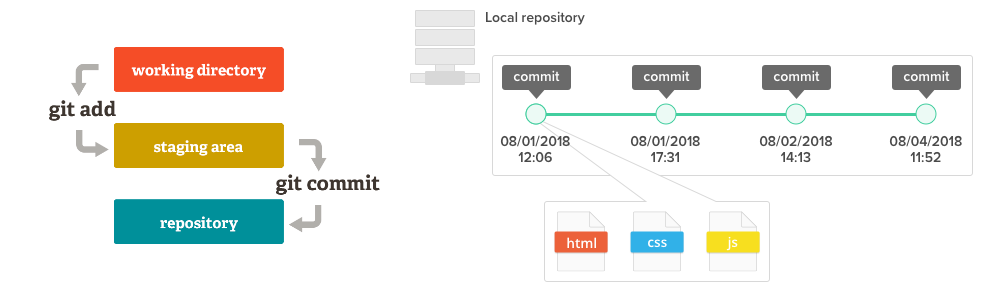 working directory
git add
staging area
git commit
repository
Local repository
commit
commit
commit
commit
08/01/2018
12:06
08/01/2018
17:31
08/02/2018
14:13
08/04/2018
11:52
html
css
js